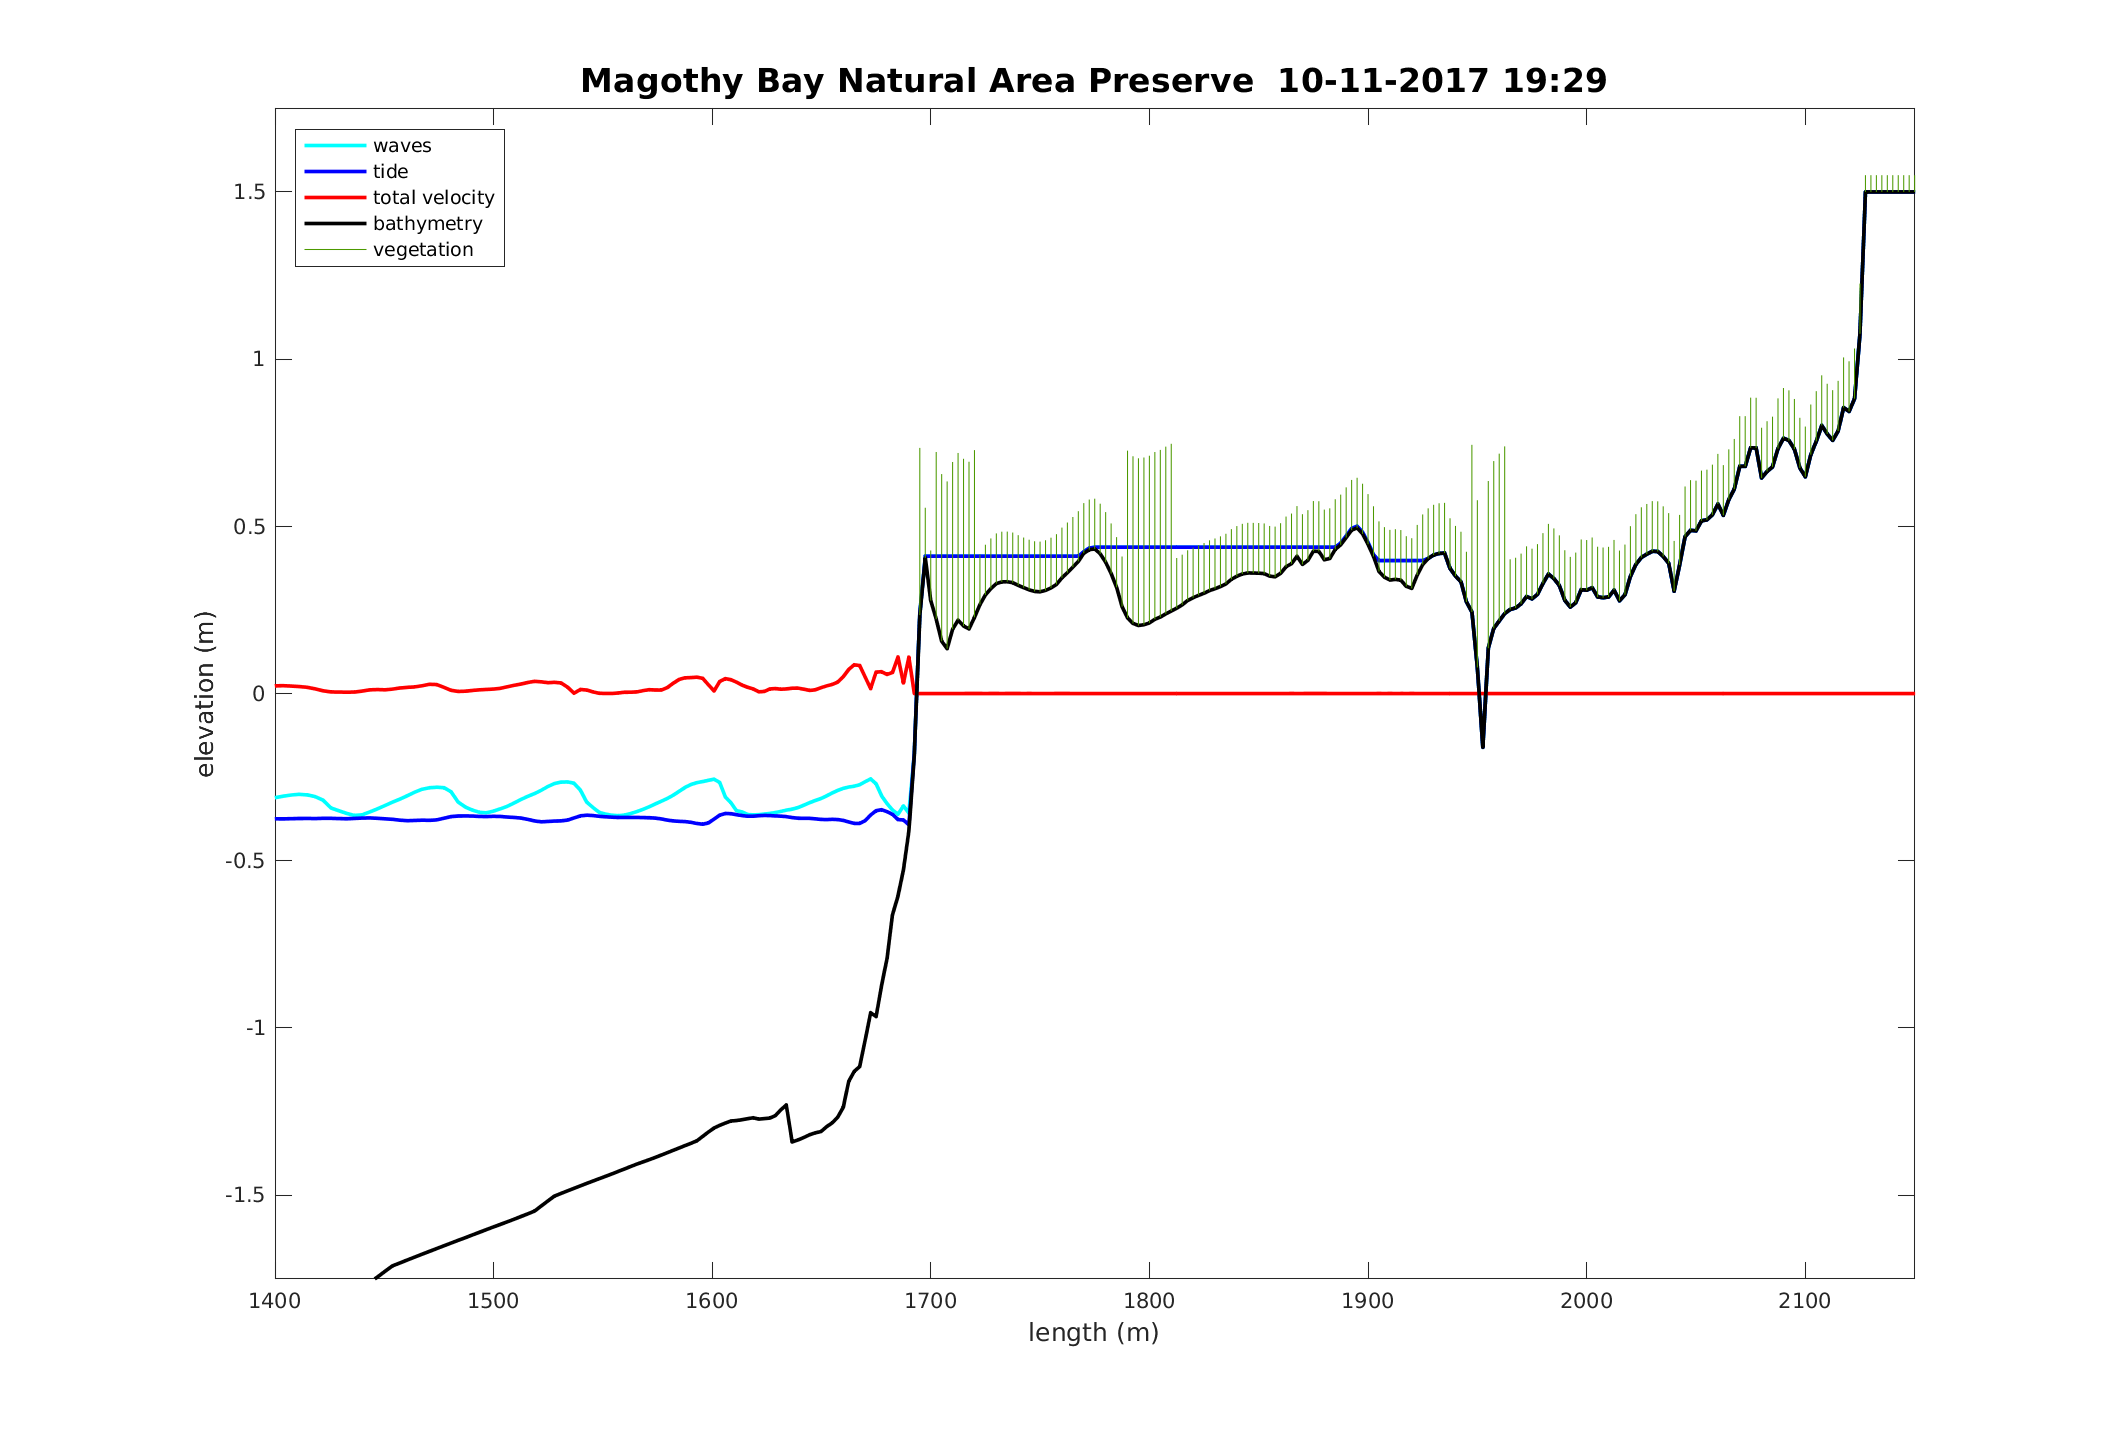 Magothy Bay Natural Area Preserve  10-11-2017 19:29
waves
tide
total velocity
bathymetry
vegetation
1.5
1
0.5
0
-0.5
-1
-1.5
elevation (m)
1400 1500 1600 1700 1800 1900 2000 2100
length (m)